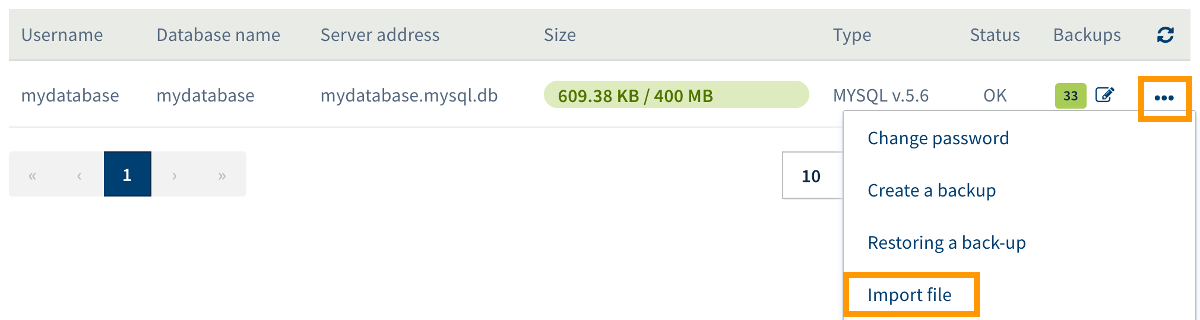 Username Database name Server address Size Type Status Backups
mydatabase mydatabase mydatabase.mysql.db 609.38 KB / 400 MB MYSQL v.5.6 OK 33 •••
« ‹ 1 › » 10
Change password
Create a backup
Restoring a back-up
Import file